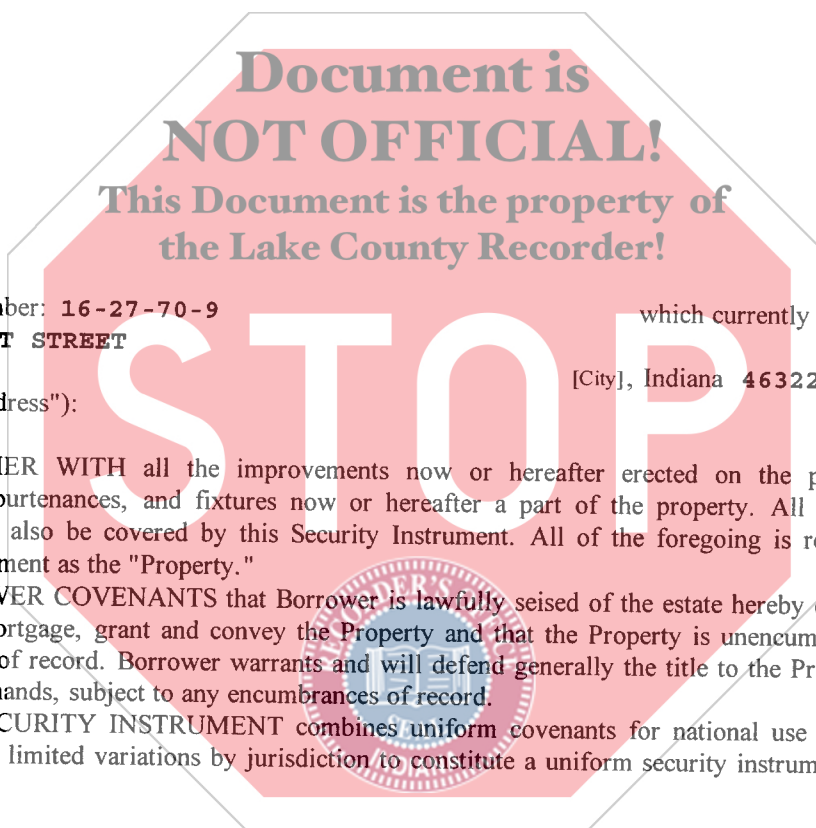 Document is
NOT OFFICIAL!
This Document is the property of
the Lake County Recorder!
ber: 16-27-70-9 which currently
T STREET
[City], Indiana 46322
dress"):
STOP
ER WITH all the improvements now or hereafter erected on the p
purtenances, and fixtures now or hereafter a part of the property. All
also be covered by this Security Instrument. All of the foregoing is re
ment as the "Property."
VER COVENANTS that Borrower is lawfully seised of the estate hereby
ortgage, grant and convey the Property and that the Property is unencum
of record. Borrower warrants and will defend generally the title to the Pr
nands, subject to any encumbrances of record.
CURITY INSTRUMENT combines uniform covenants for national use
limited variations by jurisdiction to constitute a uniform security instrum
SEAL